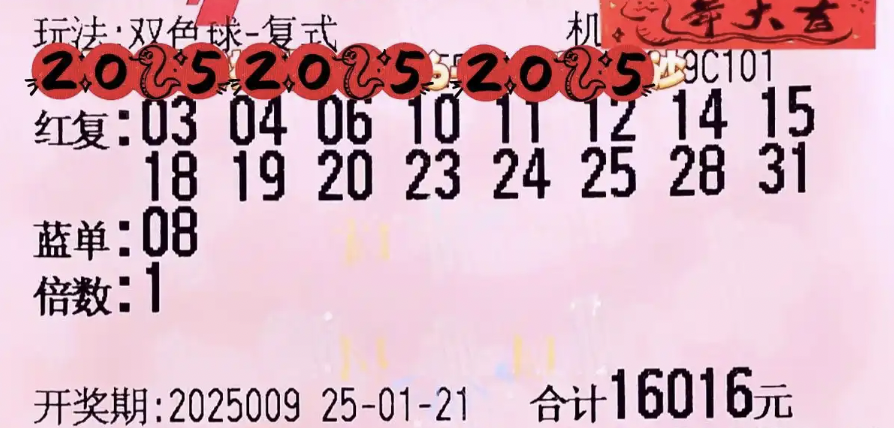 年大吉
玩法:双色球-复式 机
2025 2025 2025 9C101
红复:03 04 06 10 11 12 14 15
18 19 20 23 24 25 28 31
蓝单:08
倍数:1
开奖期:2025009 25-01-21 合计16016元